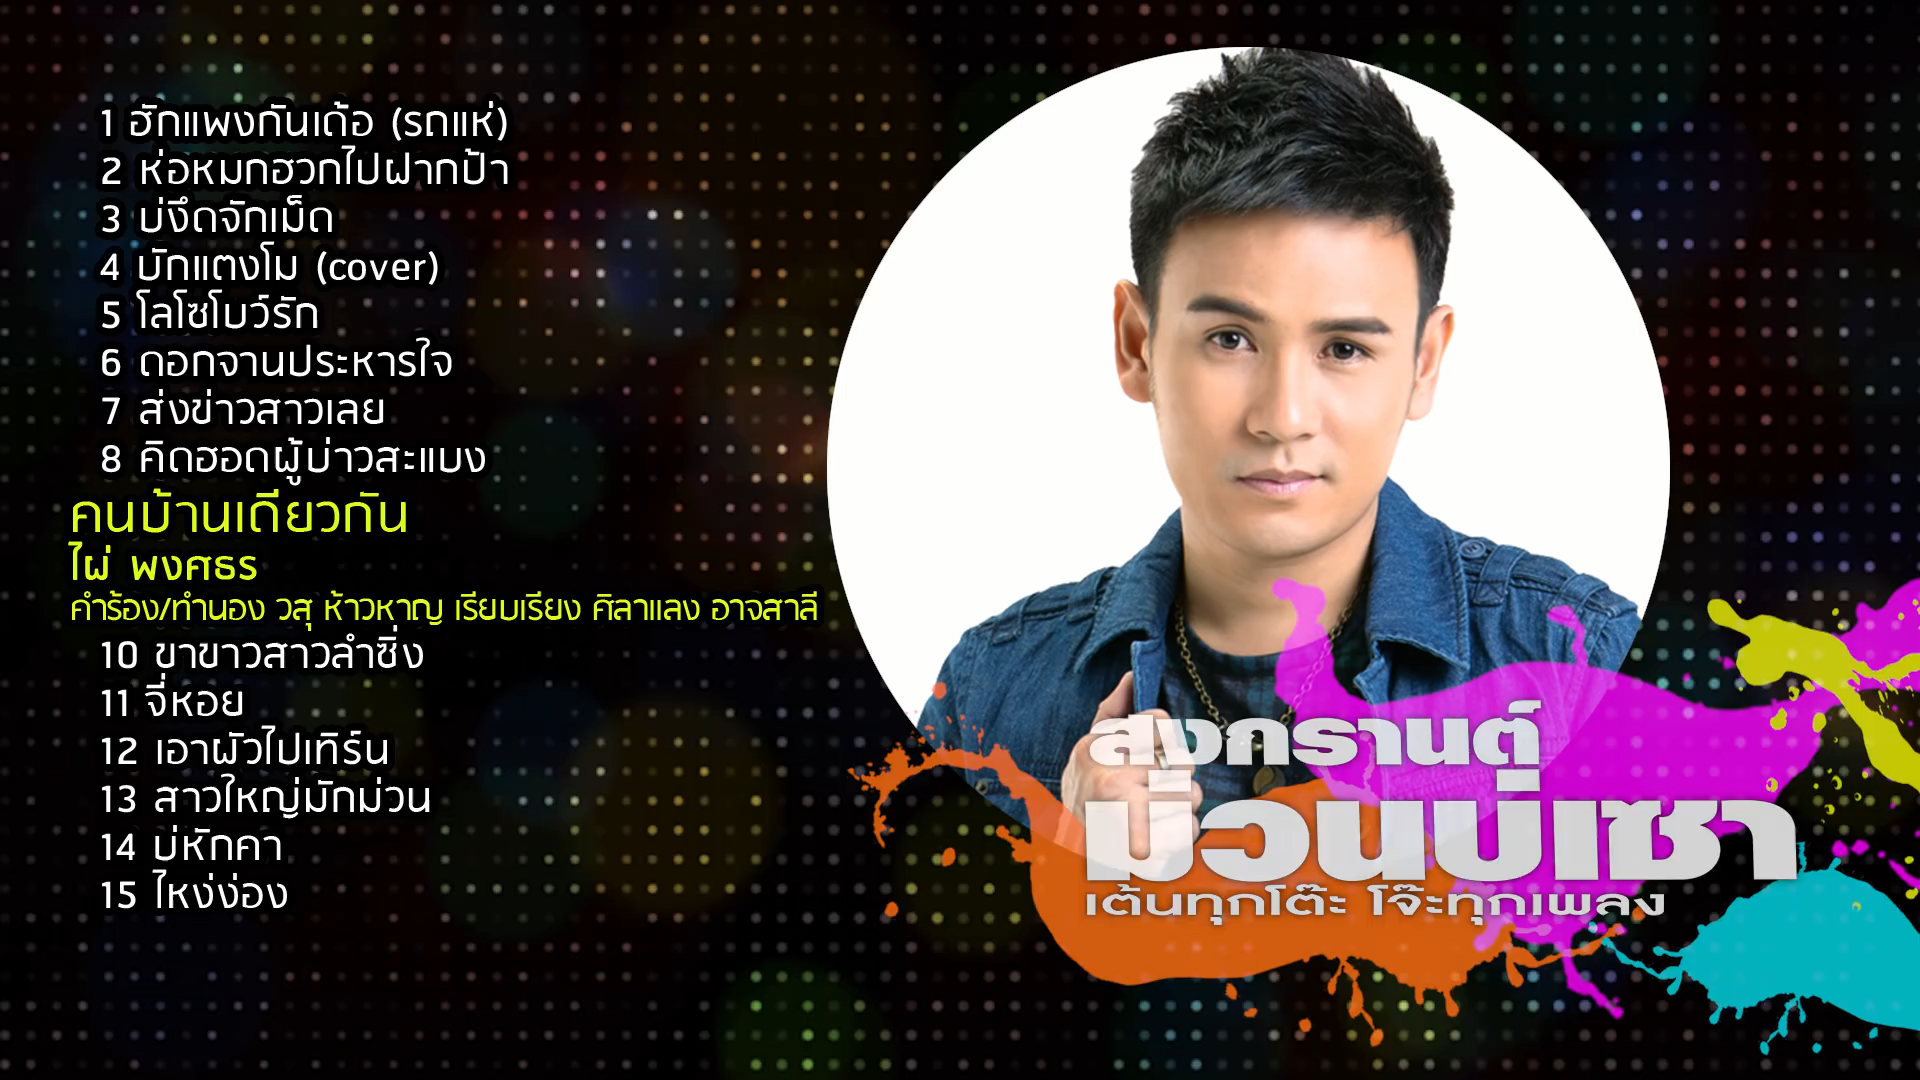 1 ฮักแพงกันเด้อ (รถแห่)
2 ห่อหมกฮวกไปฝากป้า
3 บ่งึดจักเม็ด
4 บักแตงโม (cover)
5 โลโซโบว์รัก
6 ดอกจานประหารใจ
7 ส่งข่าวสาวเลย
8 คิดฮอดผู้บ่าวสะแบง
คนบ้านเดียวกัน
ไผ่ พงศธร
คำร้อง/ทำนอง วสุ ห้าวหาญ เรียบเรียง ศิลาแลง อาจสาลี
10 ขาขาวสาวลำซิ่ง
11 จี่หอย
12 เอาผัวไปเทิร์น
13 สาวใหญ่มักม่วน
14 บ่หักคา
15 ไหง่ง่อง
สงกรานต์
ม่วนบ่เซา
เต้นทุกโต๊ะ โจ๊ะทุกเพลง